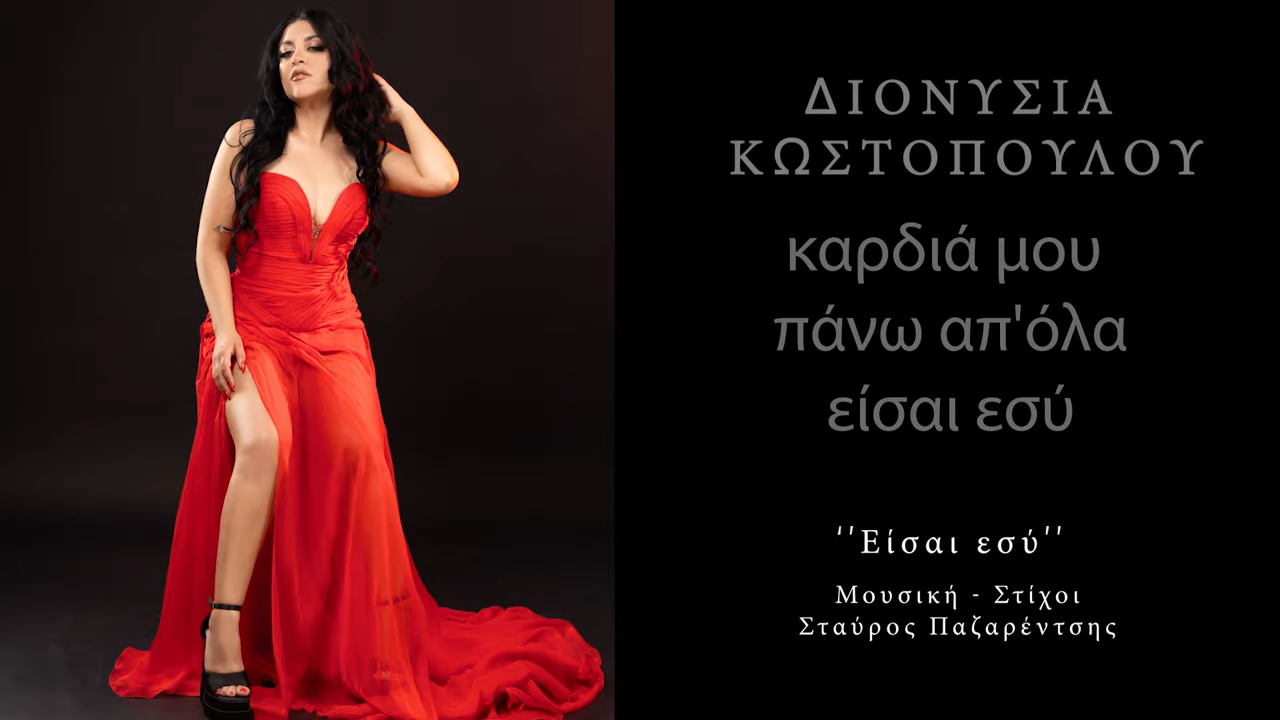 ΔΙΟΝΥΣΙΑ
ΚΩΣΤΟΠΟΥΛΟΥ
καρδιά μου
πάνω απ'όλα
είσαι εσύ
''Είσαι εσύ''
Μουσική - Στίχοι
Σταύρος Παζαρέντσης